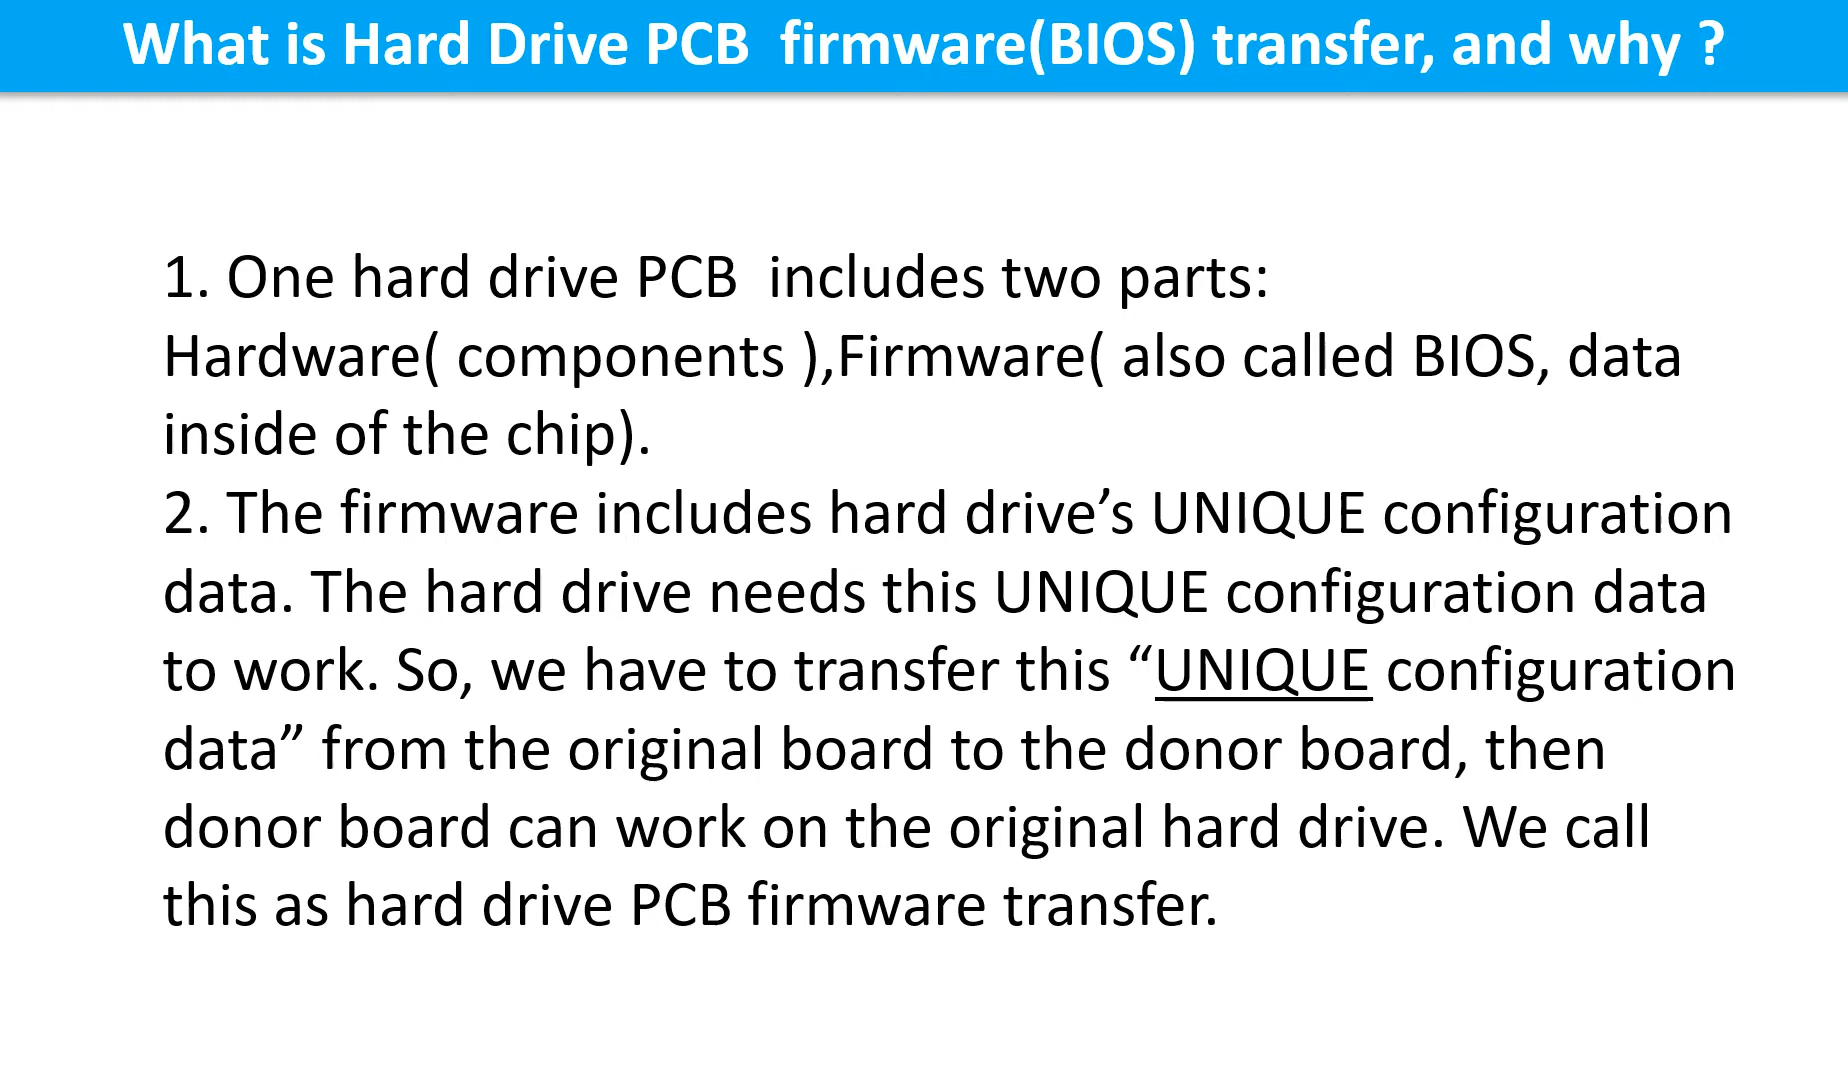 What is Hard Drive PCB  firmware(BIOS) transfer, and why ?
1. One hard drive PCB  includes two parts:
Hardware( components ),Firmware( also called BIOS, data
inside of the chip).
2. The firmware includes hard drive’s UNIQUE configuration
data. The hard drive needs this UNIQUE configuration data
to work. So, we have to transfer this “UNIQUE configuration
data” from the original board to the donor board, then
donor board can work on the original hard drive. We call
this as hard drive PCB firmware transfer.